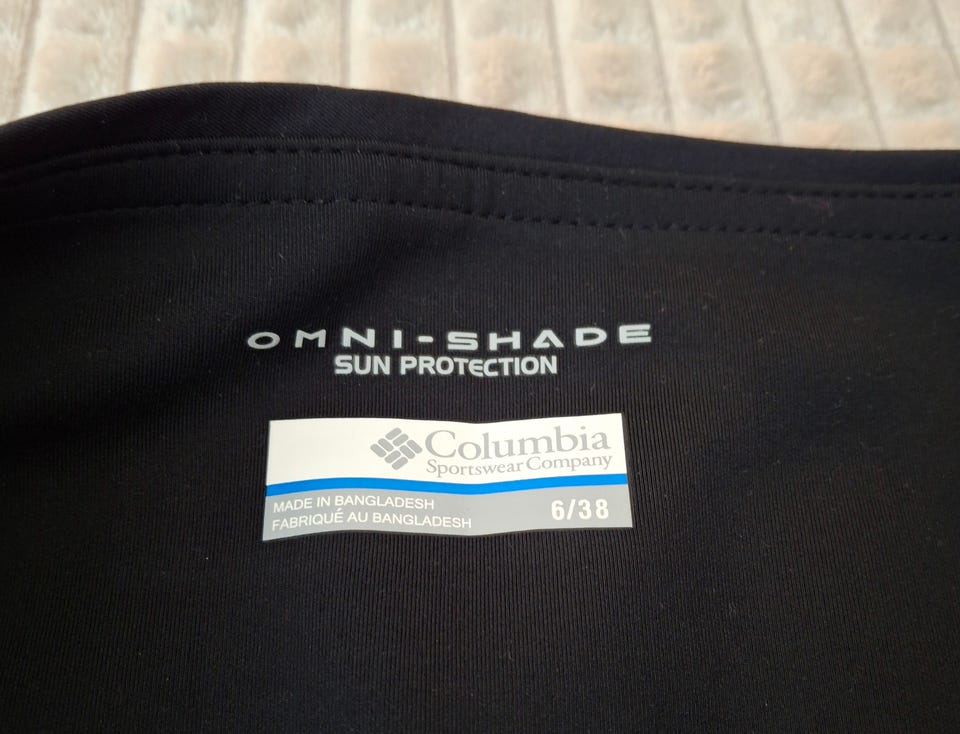 OMNI-SHADE
SUN PROTECTION
Columbia
Sportswear Company
MADE IN BANGLADESH
FABRIQUÉ AU BANGLADESH
6/38